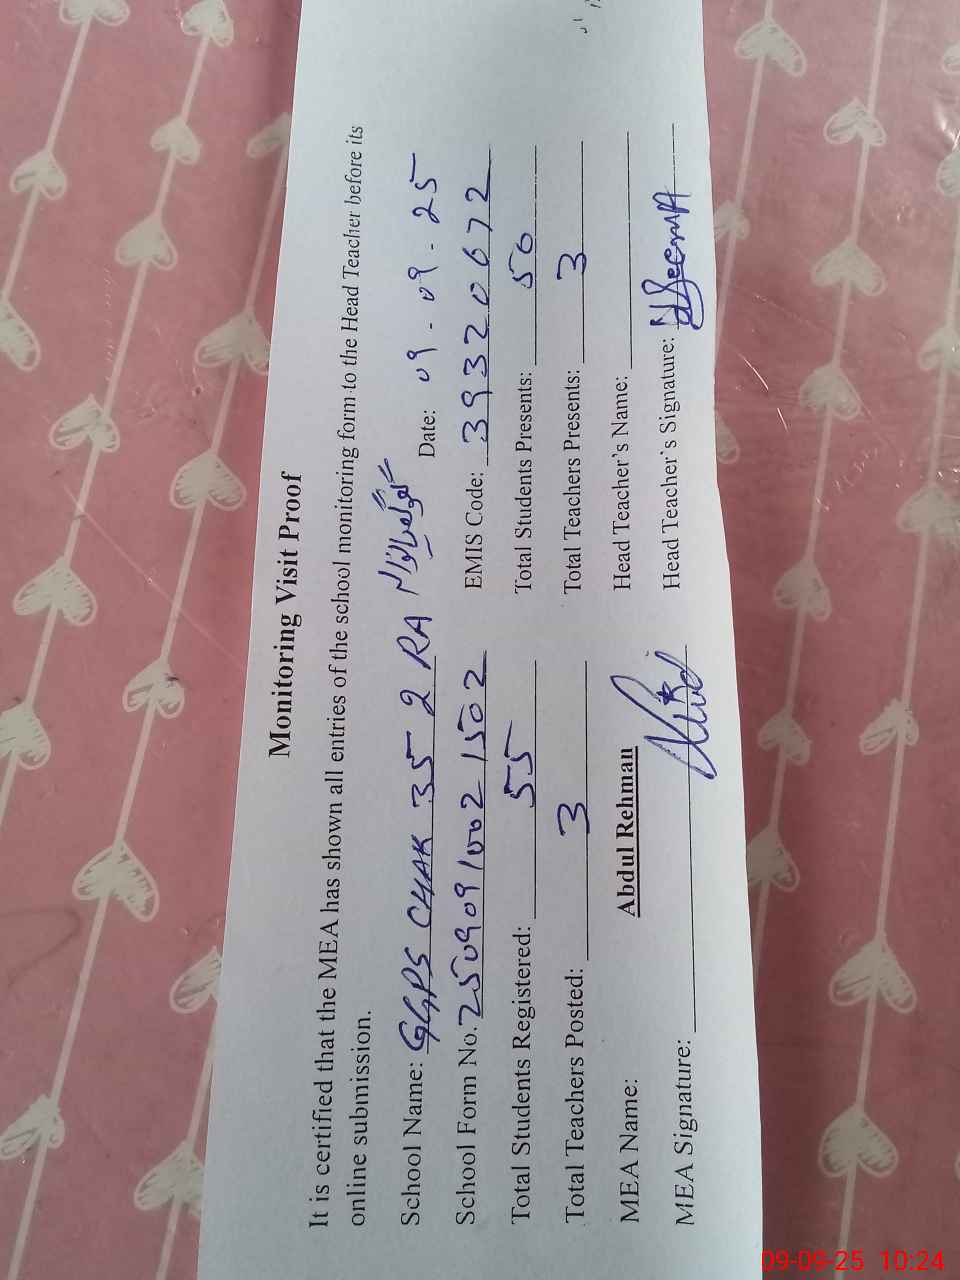 Monitoring Visit Proof
It is certified that the MEA has shown all entries of the school monitoring form to the Head Teacher before its
online submission.
School Name: GGPS CHAK 35 2 RA Date: 09-09-25
School Form No. 25090910021502 EMIS Code: 39320672
Total Students Registered: 55 Total Students Presents: 50
Total Teachers Posted: 3 Total Teachers Presents: 3
MEA Name: Abdul Rehman Head Teacher's Name:
MEA Signature: Head Teacher's Signature:
09-09-25 10:24